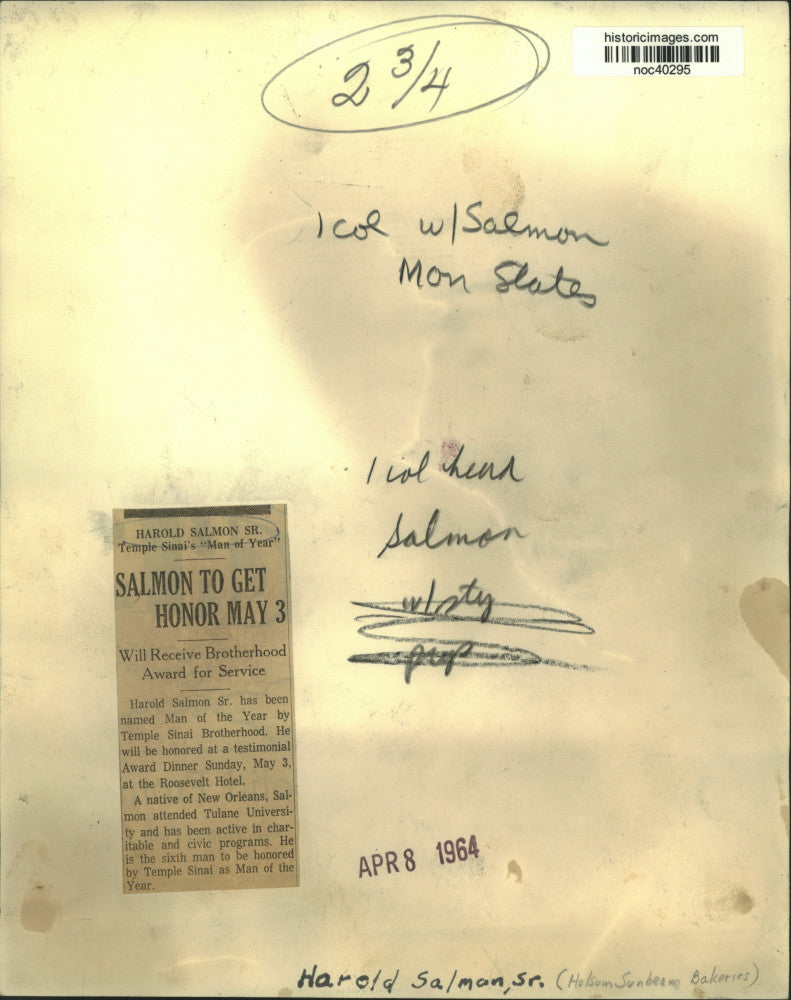 historicimages.com
noc40295
2 3/4
1 col w/Salmon
Mon States
1 col head
Salmon
w/sty
HAROLD SALMON SR.
Temple Sinai's "Man of Year"
SALMON TO GET
HONOR MAY 3
Will Receive Brotherhood
Award for Service
Harold Salmon Sr. has been
named Man of the Year by
Temple Sinai Brotherhood. He
will be honored at a testimonial
Award Dinner Sunday, May 3,
at the Roosevelt Hotel.
A native of New Orleans, Sal-
mon attended Tulane Universi-
ty and has been active in char-
itable and civic programs. He
is the sixth man to be honored
by Temple Sinai as Man of the
Year.
APR 8 1964
Harold Salmon, Sr. (Holsum Sunbeam Bakeries)